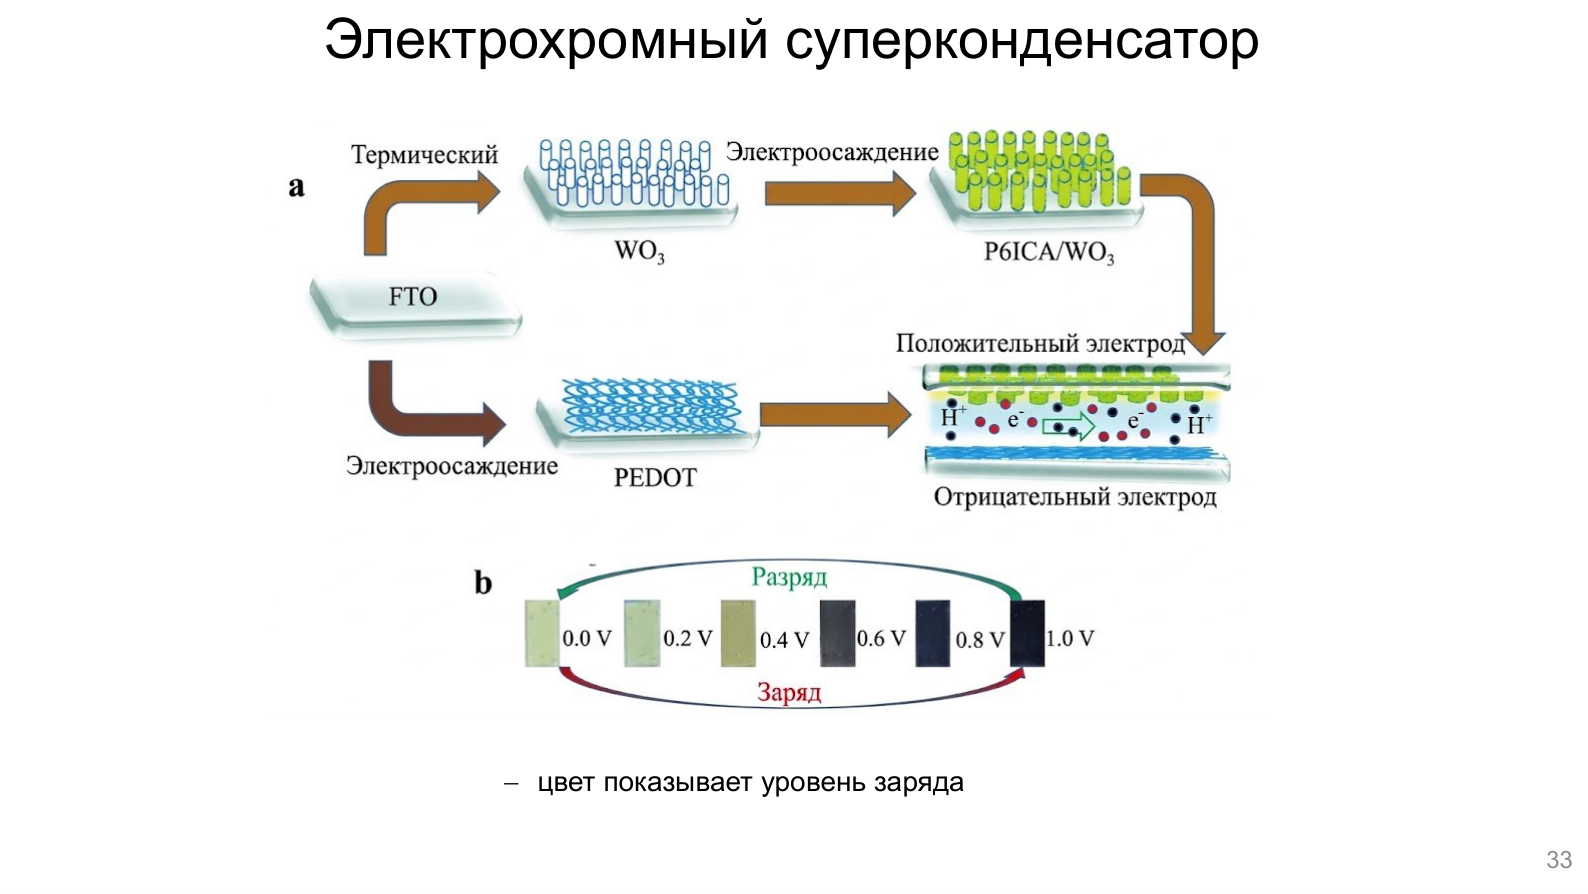 Электрохромный суперконденсатор
a
Термический
Электроосаждение
WO₃
P6ICA/WO₃
FTO
Положительный электрод
H⁺ e⁻ e⁻ H⁺
Электроосаждение
PEDOT
Отрицательный электрод
b
Разряд
0.0 V 0.2 V 0.4 V 0.6 V 0.8 V 1.0 V
Заряд
– цвет показывает уровень заряда
33